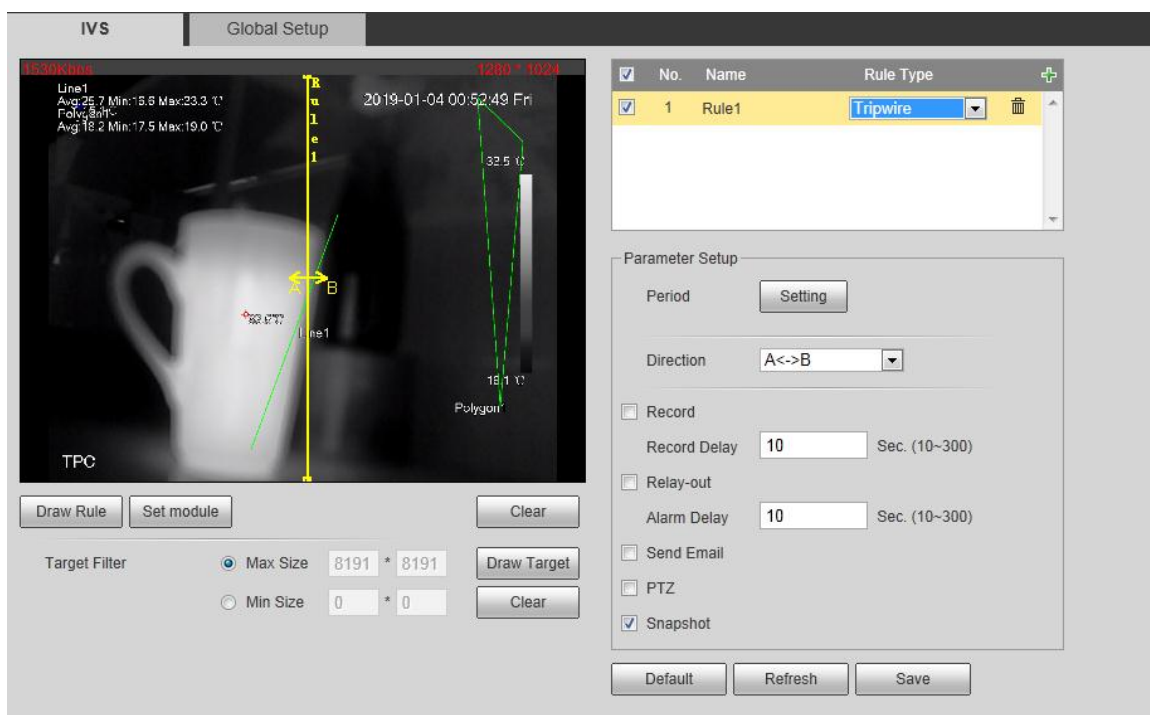 IVS Global Setup
1530Kbps 1280 * 1024
Line1
Avg:25.7 Min:16.6 Max:23.3 ℃
Avg:18.2 Min:17.5 Max:19.0 ℃
2019-01-04 00:52:49 Fri
Rule1
32.5 ℃
A B
Line1
18.1 ℃
Polygon1
TPC
Draw Rule Set module Clear
Target Filter Max Size 8191 * 8191 Draw Target
Min Size 0 * 0 Clear
No. Name Rule Type
1 Rule1 Tripwire
Parameter Setup
Period Setting
Direction A<->B
Record
Record Delay 10 Sec. (10~300)
Relay-out
Alarm Delay 10 Sec. (10~300)
Send Email
PTZ
Snapshot
Default Refresh Save